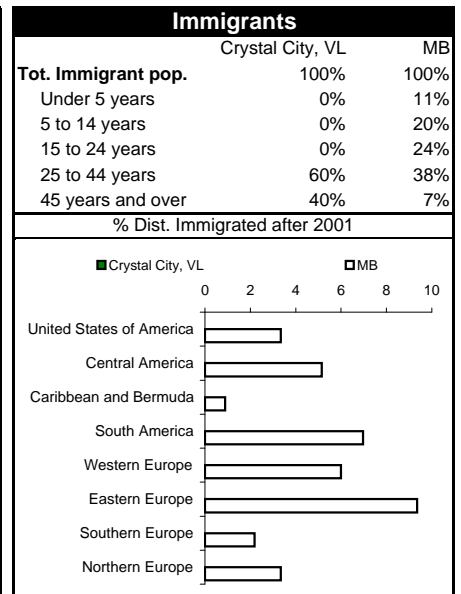 Immigrants
Crystal City, VL MB
Tot. Immigrant pop. 100% 100%
Under 5 years 0% 11%
5 to 14 years 0% 20%
15 to 24 years 0% 24%
25 to 44 years 60% 38%
45 years and over 40% 7%
% Dist. Immigrated after 2001
Crystal City, VL MB
0 2 4 6 8 10
United States of America
Central America
Caribbean and Bermuda
South America
Western Europe
Eastern Europe
Southern Europe
Northern Europe